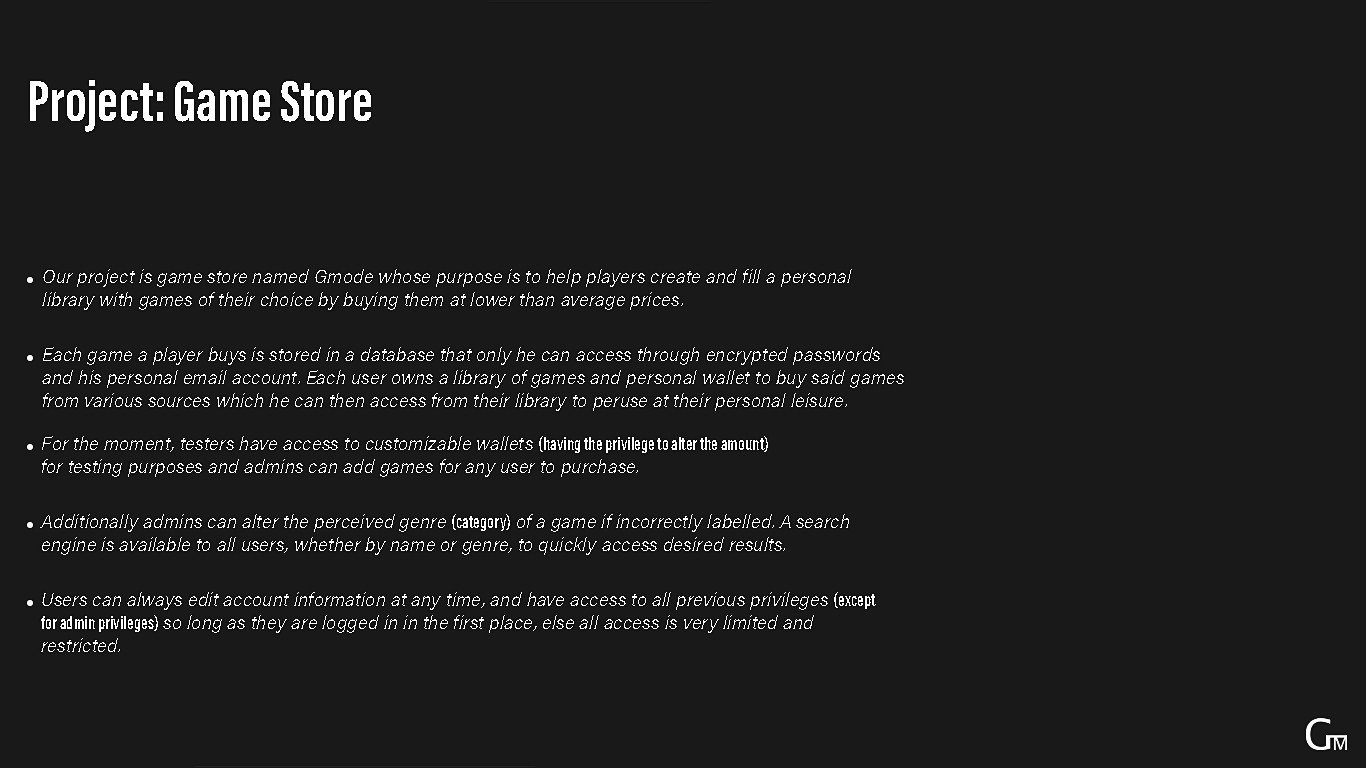 Project: Game Store
• Our project is game store named Gmode whose purpose is to help players create and fill a personal
library with games of their choice by buying them at lower than average prices.
• Each game a player buys is stored in a database that only he can access through encrypted passwords
and his personal email account. Each user owns a library of games and personal wallet to buy said games
from various sources which he can then access from their library to peruse at their personal leisure.
• For the moment, testers have access to customizable wallets (having the privilege to alter the amount)
for testing purposes and admins can add games for any user to purchase.
• Additionally admins can alter the perceived genre (category) of a game if incorrectly labelled. A search
engine is available to all users, whether by name or genre, to quickly access desired results.
• Users can always edit account information at any time, and have access to all previous privileges (except
for admin privileges) so long as they are logged in in the first place, else all access is very limited and
restricted.
GM